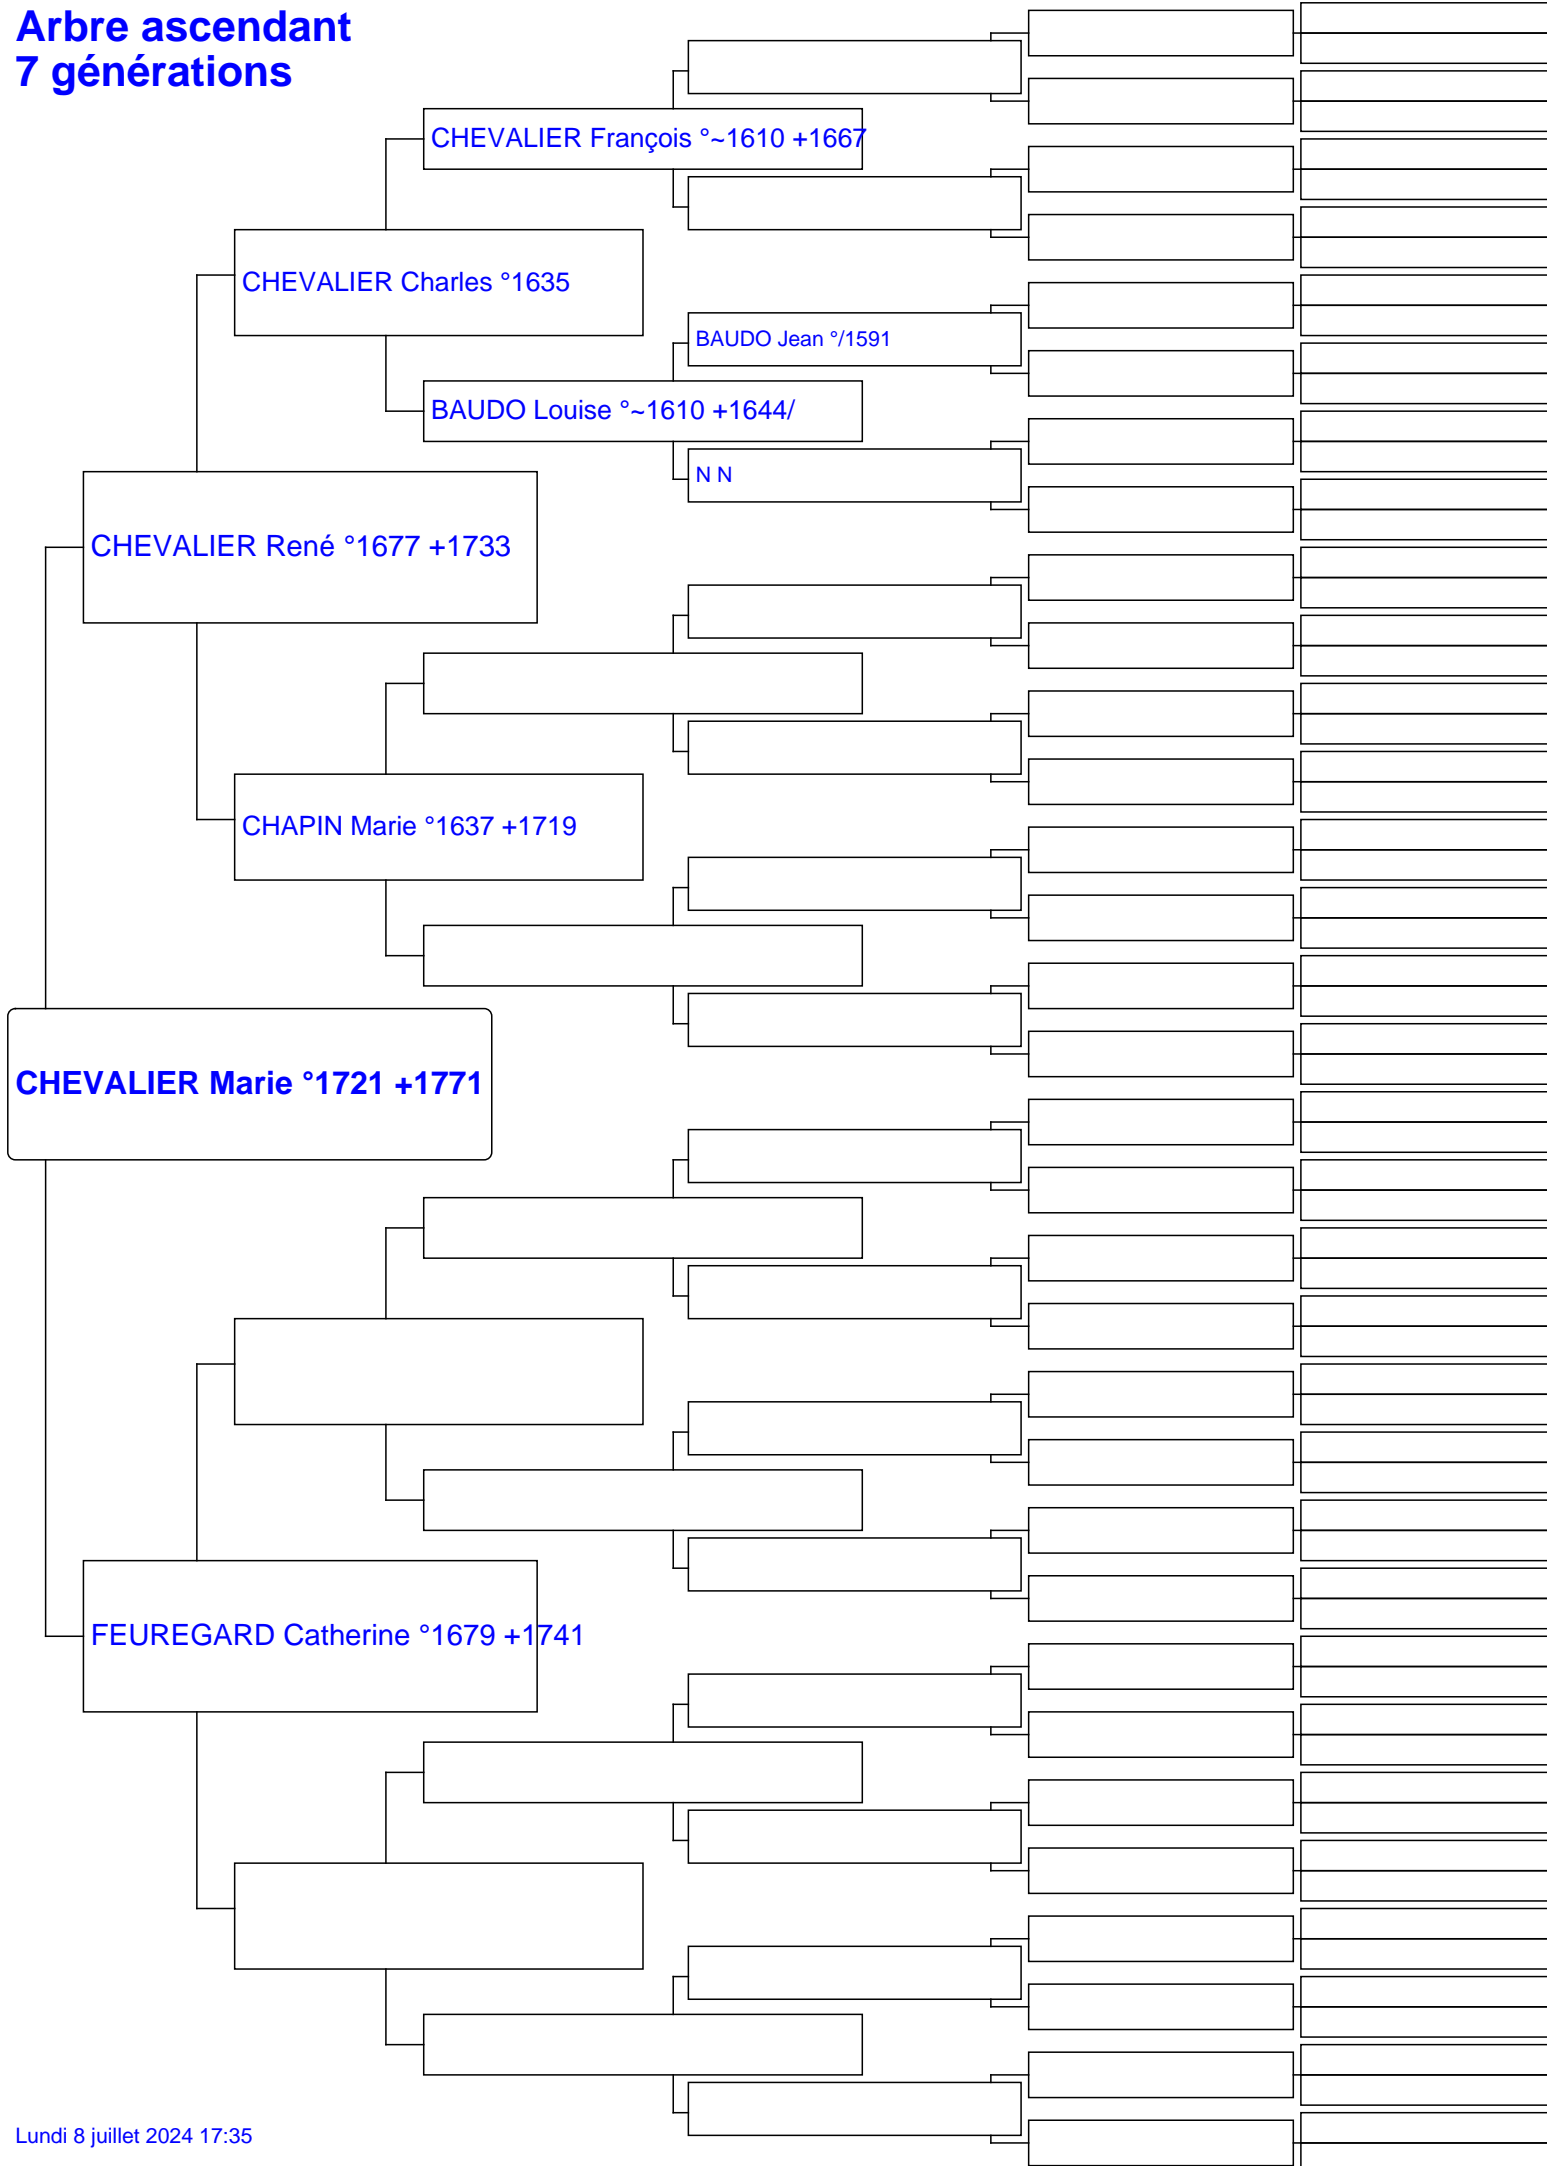 Arbre ascendant
7 générations
CHEVALIER François °~1610 +1667
CHEVALIER Charles °1635
BAUDO Jean °/1591
BAUDO Louise °~1610 +1644/
N N
CHEVALIER René °1677 +1733
CHAPIN Marie °1637 +1719
CHEVALIER Marie °1721 +1771
FEUREGARD Catherine °1679 +1741
Lundi 8 juillet 2024 17:35